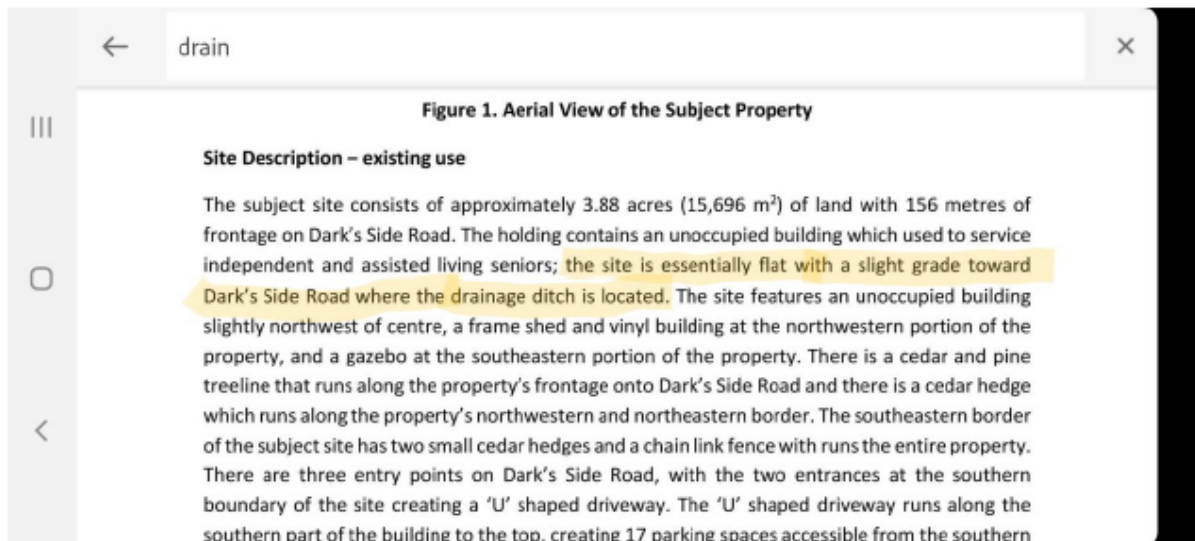 drain
Figure 1. Aerial View of the Subject Property
Site Description – existing use
The subject site consists of approximately 3.88 acres (15,696 m²) of land with 156 metres of
frontage on Dark's Side Road. The holding contains an unoccupied building which used to service
independent and assisted living seniors; the site is essentially flat with a slight grade toward
Dark's Side Road where the drainage ditch is located. The site features an unoccupied building
slightly northwest of centre, a frame shed and vinyl building at the northwestern portion of the
property, and a gazebo at the southeastern portion of the property. There is a cedar and pine
treeline that runs along the property's frontage onto Dark's Side Road and there is a cedar hedge
which runs along the property's northwestern and northeastern border. The southeastern border
of the subject site has two small cedar hedges and a chain link fence with runs the entire property.
There are three entry points on Dark's Side Road, with the two entrances at the southern
boundary of the site creating a 'U' shaped driveway. The 'U' shaped driveway runs along the
southern part of the building to the top, creating 17 parking spaces accessible from the southern